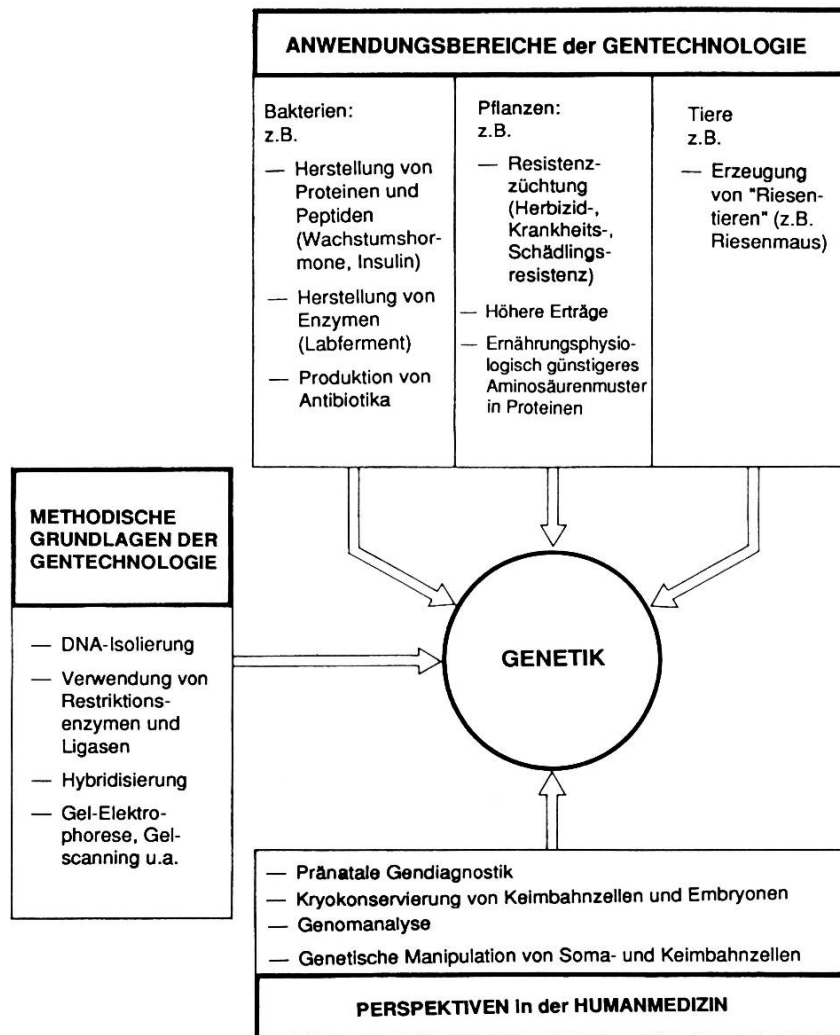 ANWENDUNGSBEREICHE der GENTECHNOLOGIE
Bakterien:
z.B.
— Herstellung von
Proteinen und
Peptiden
(Wachstumshor-
mone, Insulin)
— Herstellung von
Enzymen
(Labferment)
— Produktion von
Antibiotika
Pflanzen:
z.B.
— Resistenz-
züchtung
(Herbizid-,
Krankheits-,
Schädlings-
resistenz)
— Höhere Erträge
— Ernährungsphysio-
logisch günstigeres
Aminosäurenmuster
in Proteinen
Tiere
z.B.
— Erzeugung
von "Riesen-
tieren" (z.B.
Riesenmaus)
METHODISCHE
GRUNDLAGEN DER
GENTECHNOLOGIE
— DNA-Isolierung
— Verwendung von
Restriktions-
enzymen und
Ligasen
— Hybridisierung
— Gel-Elektro-
phorese, Gel-
scanning u.a.
GENETIK
— Pränatale Gendiagnostik
— Kryokonservierung von Keimbahnzellen und Embryonen
— Genomanalyse
— Genetische Manipulation von Soma- und Keimbahnzellen
PERSPEKTIVEN in der HUMANMEDIZIN